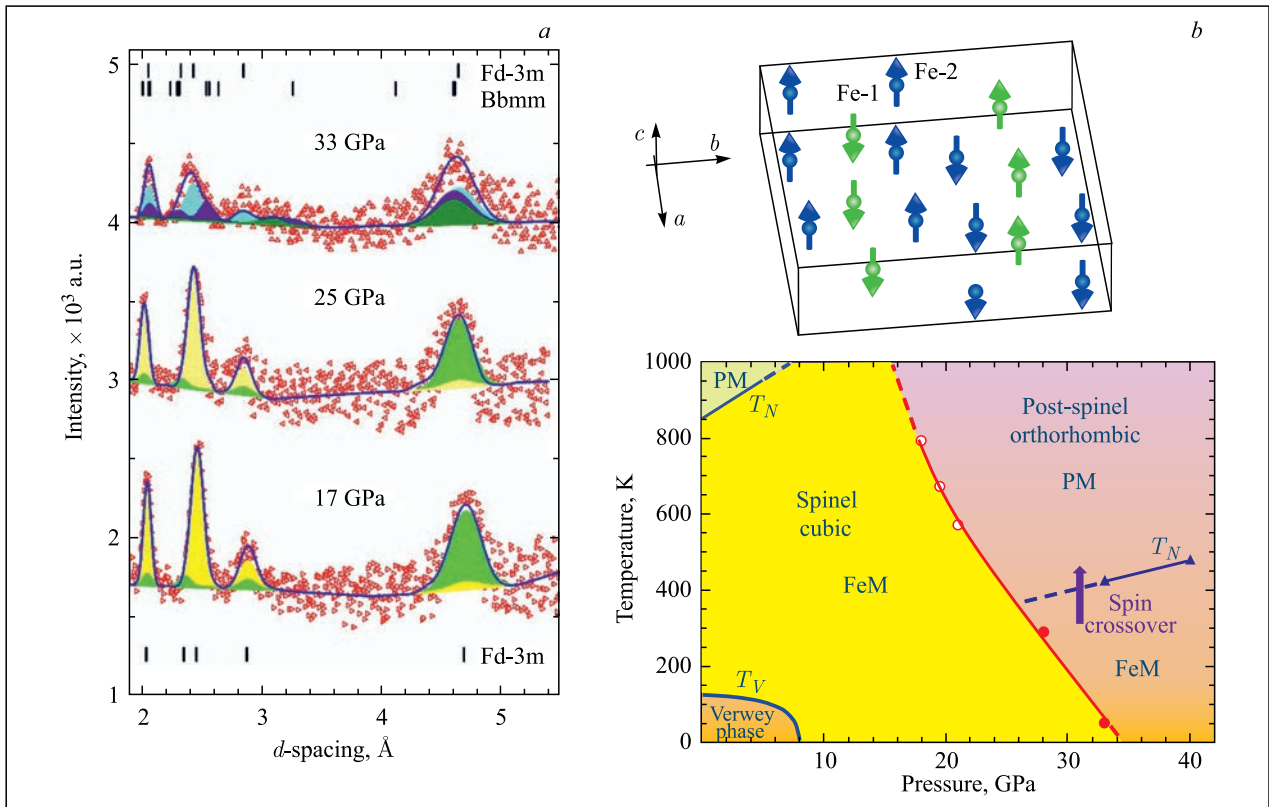 a
5
4
3
2
1
Intensity, × 10³ a.u.
Fd-3m
Bbmm
33 GPa
25 GPa
17 GPa
Fd-3m
2
3
4
5
d-spacing, Å
b
Fe-2
Fe-1
c
b
a
1000
800
600
400
200
0
Temperature, K
PM
T_N
Post-spinel
orthorhombic
PM
Spinel
cubic
FeM
T_N
Spin
crossover
FeM
T_V
Verwey
phase
10
20
30
40
Pressure, GPa